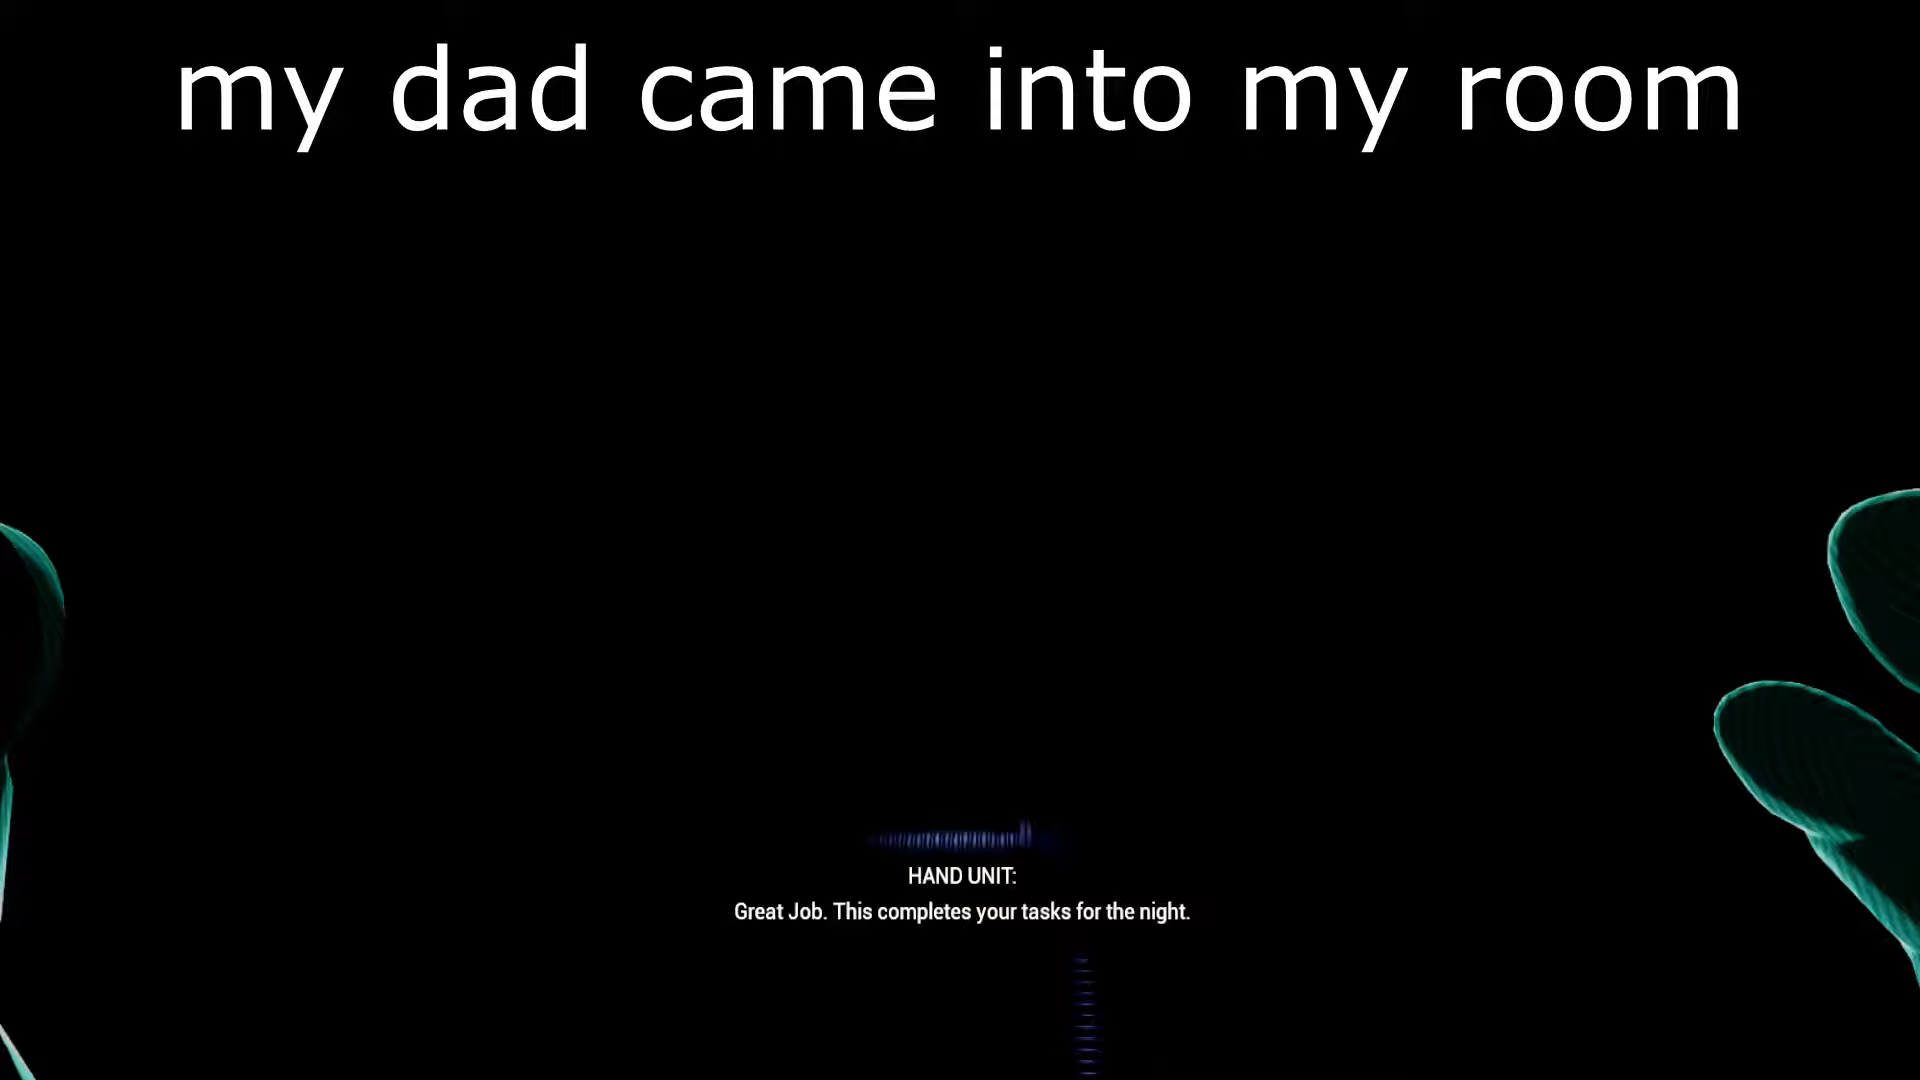 my dad came into my room
HAND UNIT:
Great Job. This completes your tasks for the night.